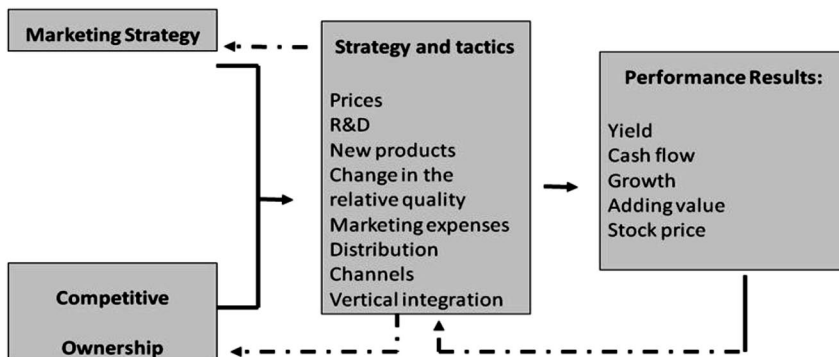 Marketing Strategy
Strategy and tactics
Prices
R&D
New products
Change in the
relative quality
Marketing expenses
Distribution
Channels
Vertical integration
Performance Results:
Yield
Cash flow
Growth
Adding value
Stock price
Competitive
Ownership